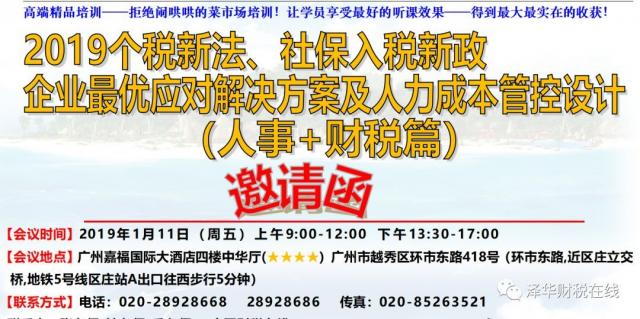 高端精品培训——拒绝闹哄哄的菜市场培训！让学员享受最好的听课效果——得到最大最实在的收获！
2019个税新法、社保入税新政
企业最优应对解决方案及人力成本管控设计
（人事+财税篇）
邀请函
【会议时间】2019年1月11日（周五）上午9:00-12:00 下午13:30-17:00
【会议地点】广州嘉福国际大酒店四楼中华厅(★★★★) 广州市越秀区环市东路418号（环市东路,近区庄立交
桥,地铁5号线区庄站A出口往西步行5分钟）
【联系方式】电话：020-28928668 28928686 传真：020-85263521
泽华财税在线